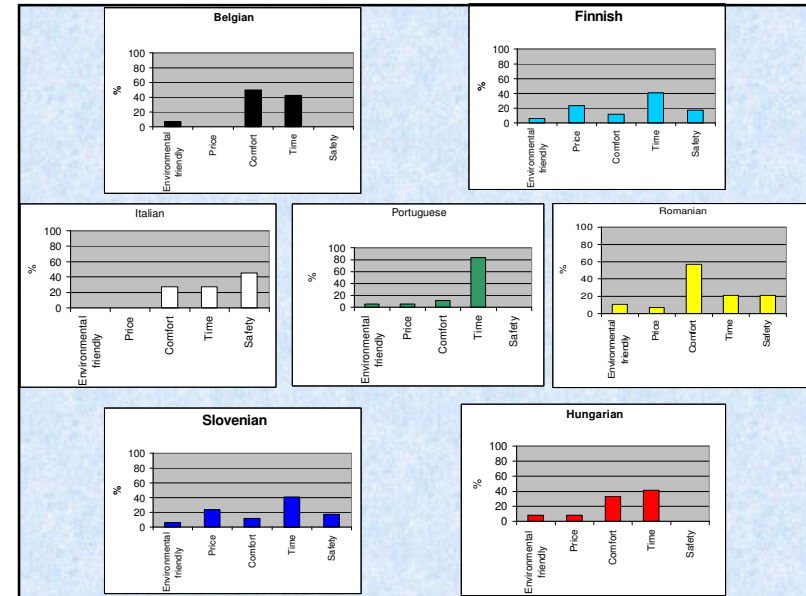 Belgian
%
100
80
60
40
20
0
Environmental
friendly
Price
Comfort
Time
Safety
Finnish
%
100
80
60
40
20
0
Environmental
friendly
Price
Comfort
Time
Safety
Italian
%
100
80
60
40
20
0
Environmental
friendly
Price
Comfort
Time
Safety
Portuguese
%
100
80
60
40
20
0
Environmental
friendly
Price
Comfort
Time
Safety
Romanian
%
100
80
60
40
20
0
Environmental
friendly
Price
Comfort
Time
Safety
Slovenian
%
100
80
60
40
20
0
Environmental
friendly
Price
Comfort
Time
Safety
Hungarian
%
100
80
60
40
20
0
Environmental
friendly
Price
Comfort
Time
Safety